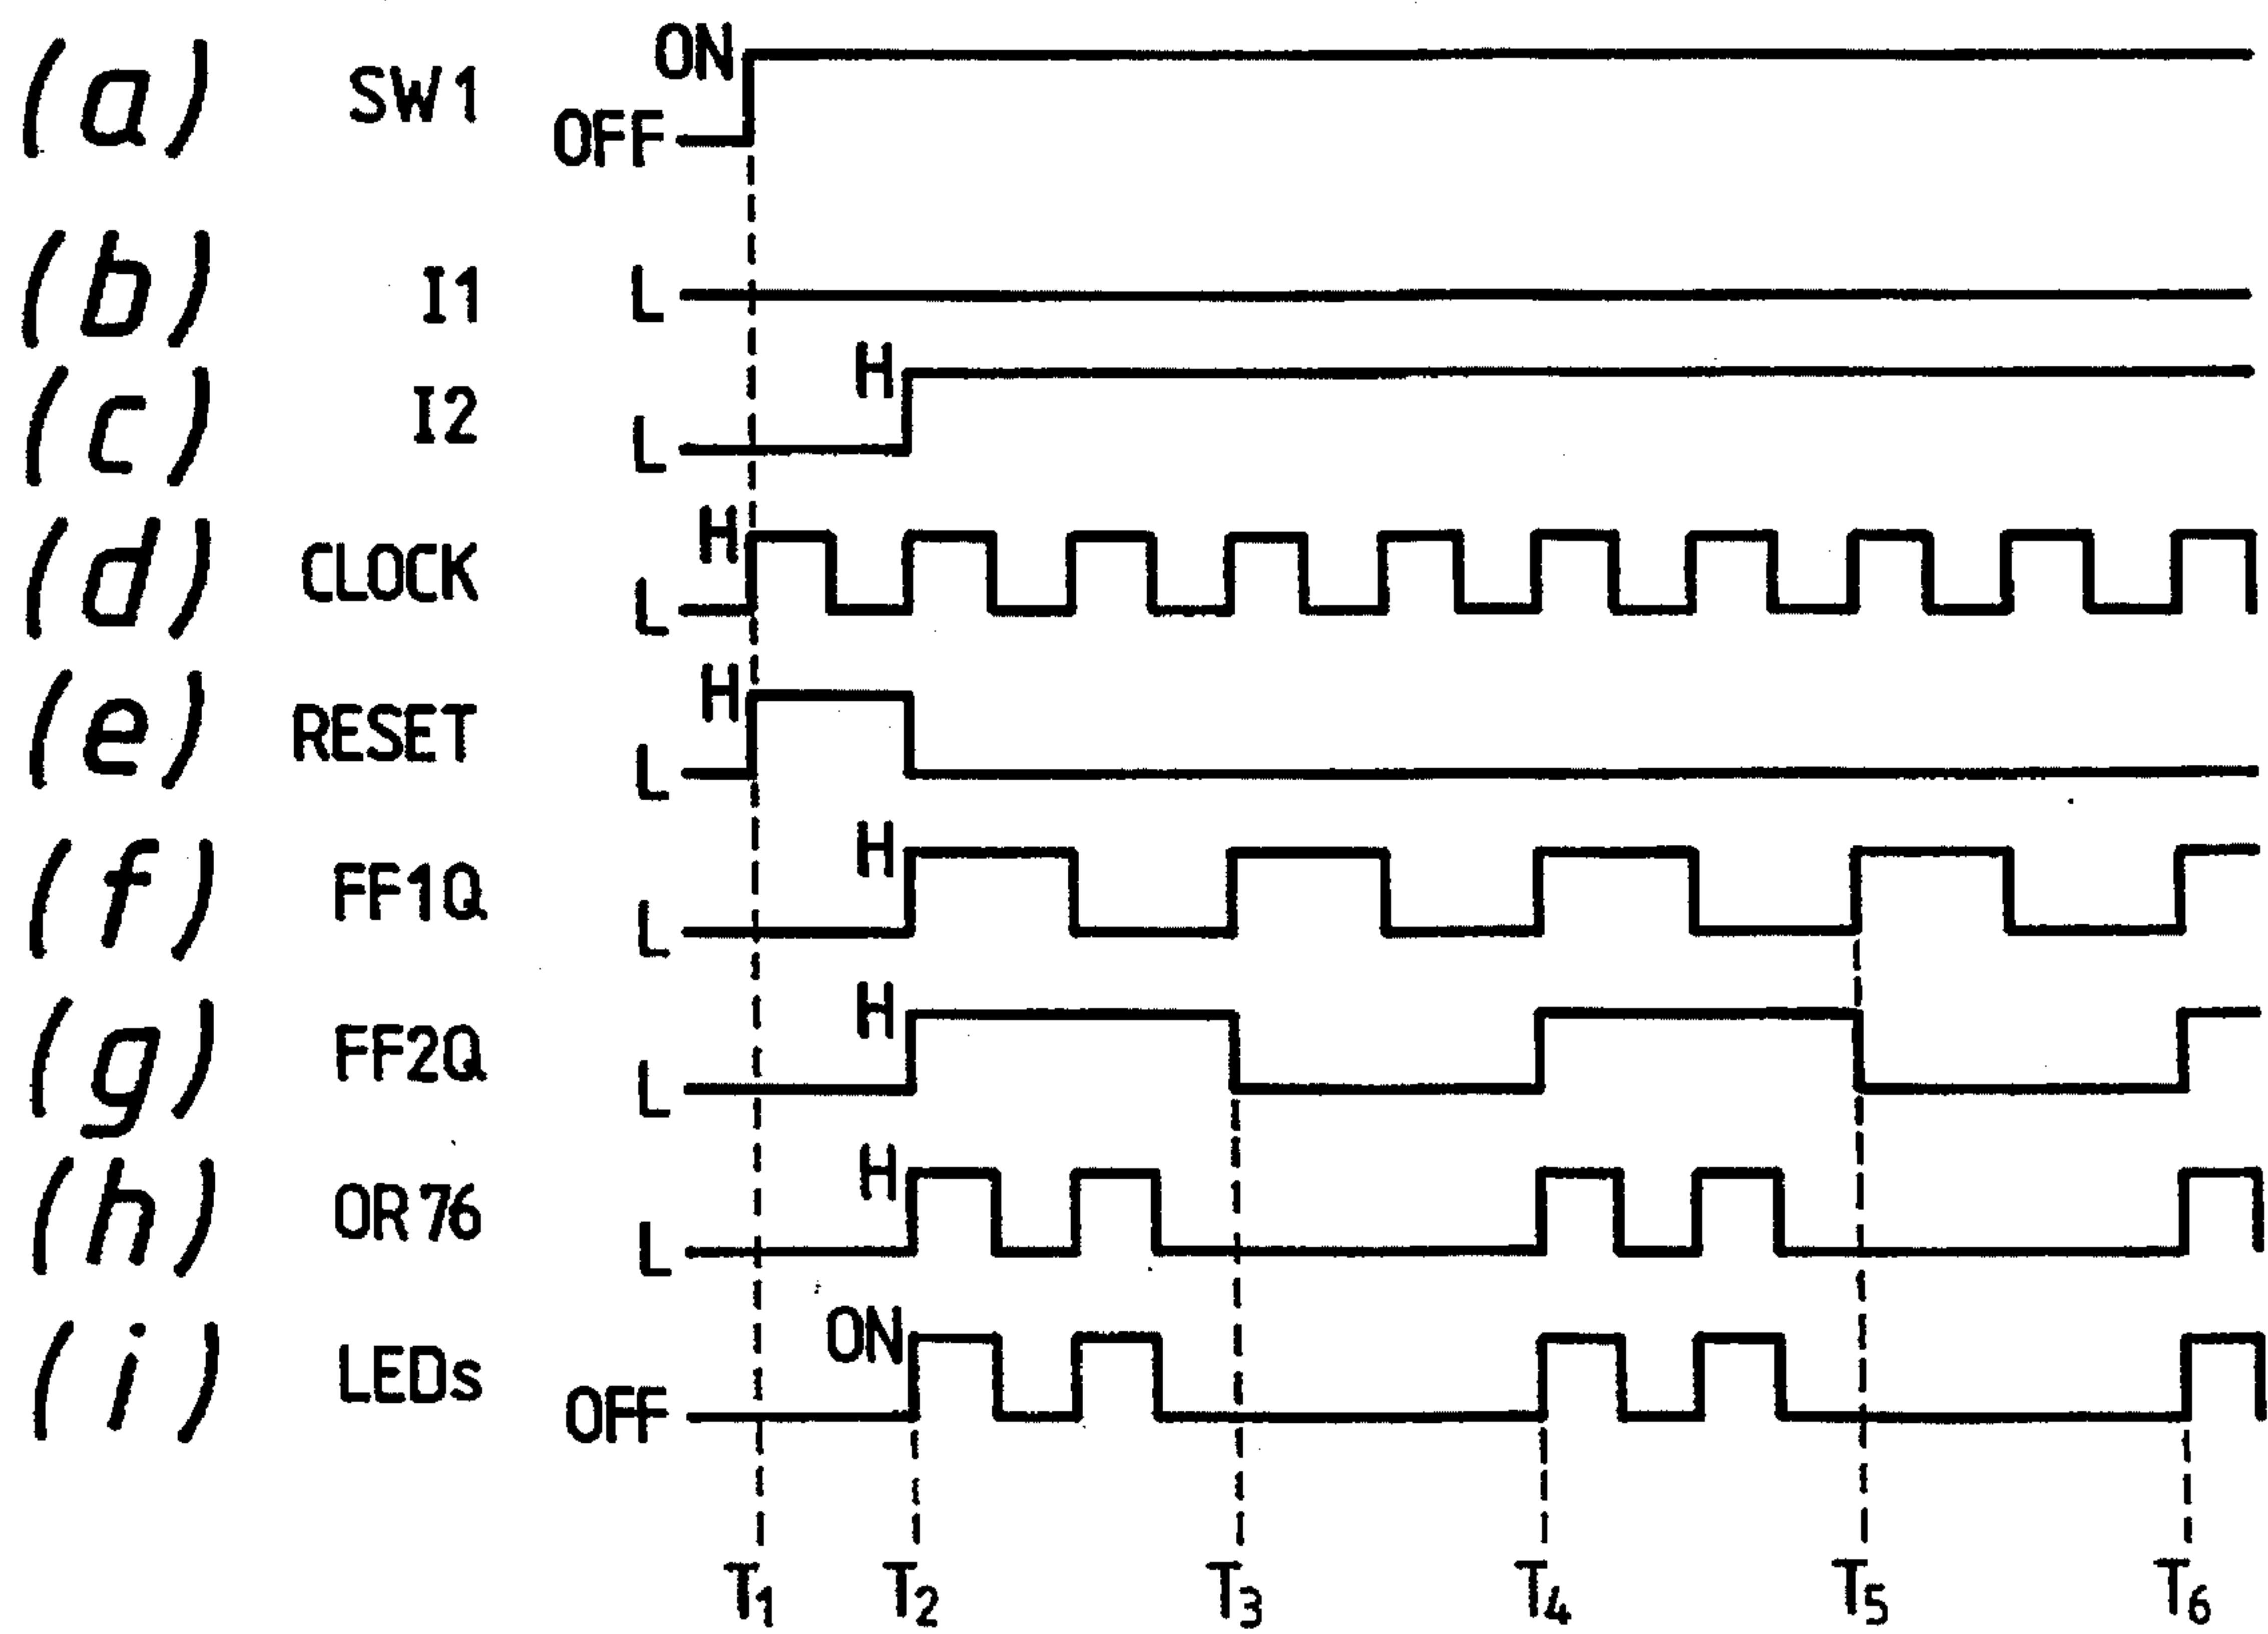 (a) SW1 ON
OFF
(b) I1 L
(c) I2 H
L
(d) CLOCK H
L
(e) RESET H
L
(f) FF1Q H
L
(g) FF2Q H
L
(h) OR76 H
L
(i) LEDs ON
OFF
T1 T2 T3 T4 T5 T6